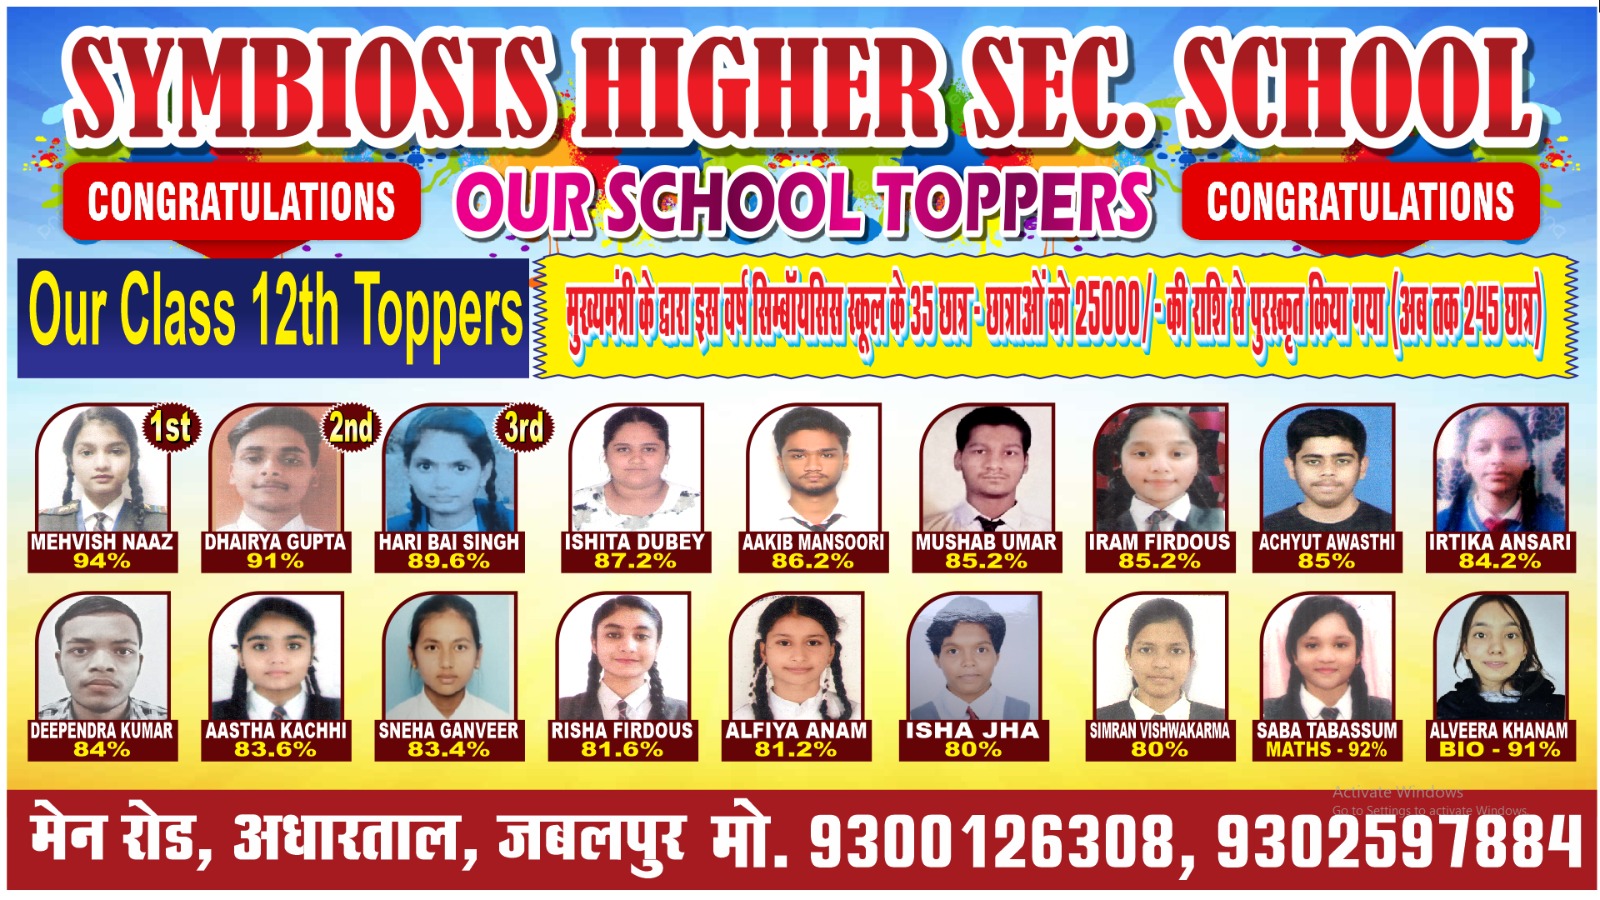 SYMBIOSIS HIGHER SEC. SCHOOL
CONGRATULATIONS
OUR SCHOOL TOPPERS
CONGRATULATIONS
Our Class 12th Toppers
मुख्यमंत्री के द्वारा इस वर्ष सिम्बॉयसिस स्कूल के 35 छात्र - छात्राओं को 25000/- की राशि से पुरस्कृत किया गया (अब तक 245 छात्र)
1st
2nd
3rd
MEHVISH NAAZ
94%
DHAIRYA GUPTA
91%
HARI BAI SINGH
89.6%
ISHITA DUBEY
87.2%
AAKIB MANSOORI
86.2%
MUSHAB UMAR
85.2%
IRAM FIRDOUS
85.2%
ACHYUT AWASTHI
85%
IRTIKA ANSARI
84.2%
DEEPENDRA KUMAR
84%
AASTHA KACHHI
83.6%
SNEHA GANVEER
83.4%
RISHA FIRDOUS
81.6%
ALFIYA ANAM
81.2%
ISHA JHA
80%
SIMRAN VISHWAKARMA
80%
SABA TABASSUM
MATHS - 92%
ALVEERA KHANAM
BIO - 91%
Activate Windows
Go to Settings to activate Windows.
मेन रोड, अधारताल, जबलपुर मो. 9300126308, 9302597884